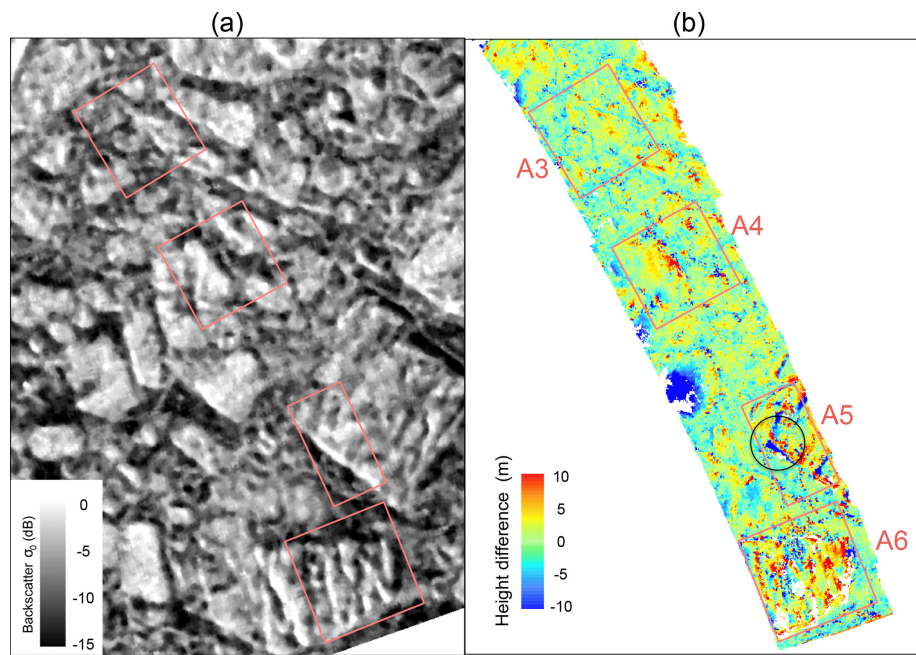 (a)
(b)
A3
A4
A5
A6
0
-5
-10
-15
Backscatter σ0 (dB)
10
5
0
-5
-10
Height difference (m)